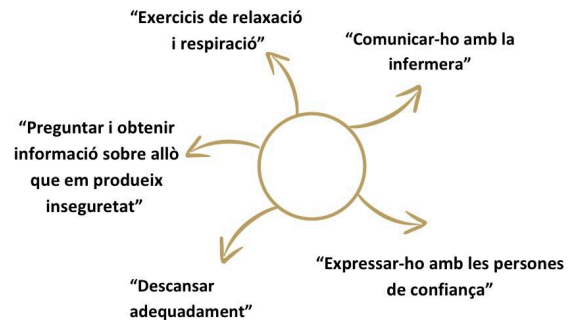 “Exercicis de relaxació
i respiració”
“Comunicar-ho amb la
infermera”
“Preguntar i obtenir
informació sobre allò
que em produeix
inseguretat”
“Expressar-ho amb les persones
de confiança”
“Descansar
adequadament”